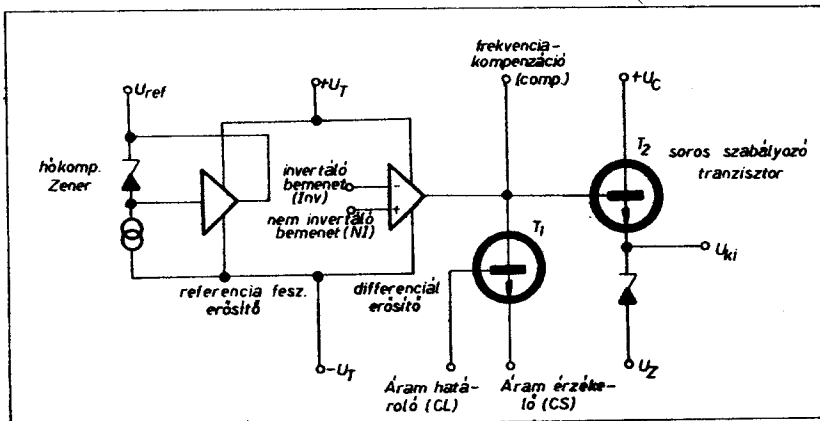 frekvencia-
kompenzáció
(comp.)
Uref
+UT
+UC
hőkomp.
Zener
invertáló
bemenet
(Inv)
-
+
nem invertáló
bemenet (NI)
T2
soros szabályozó
tranzisztor
T1
Uki
referencia fesz.
erősítő
differenciál
erősítő
-UT
Áram hatá-
roló (CL)
Áram érzéke-
lő (CS)
UZ